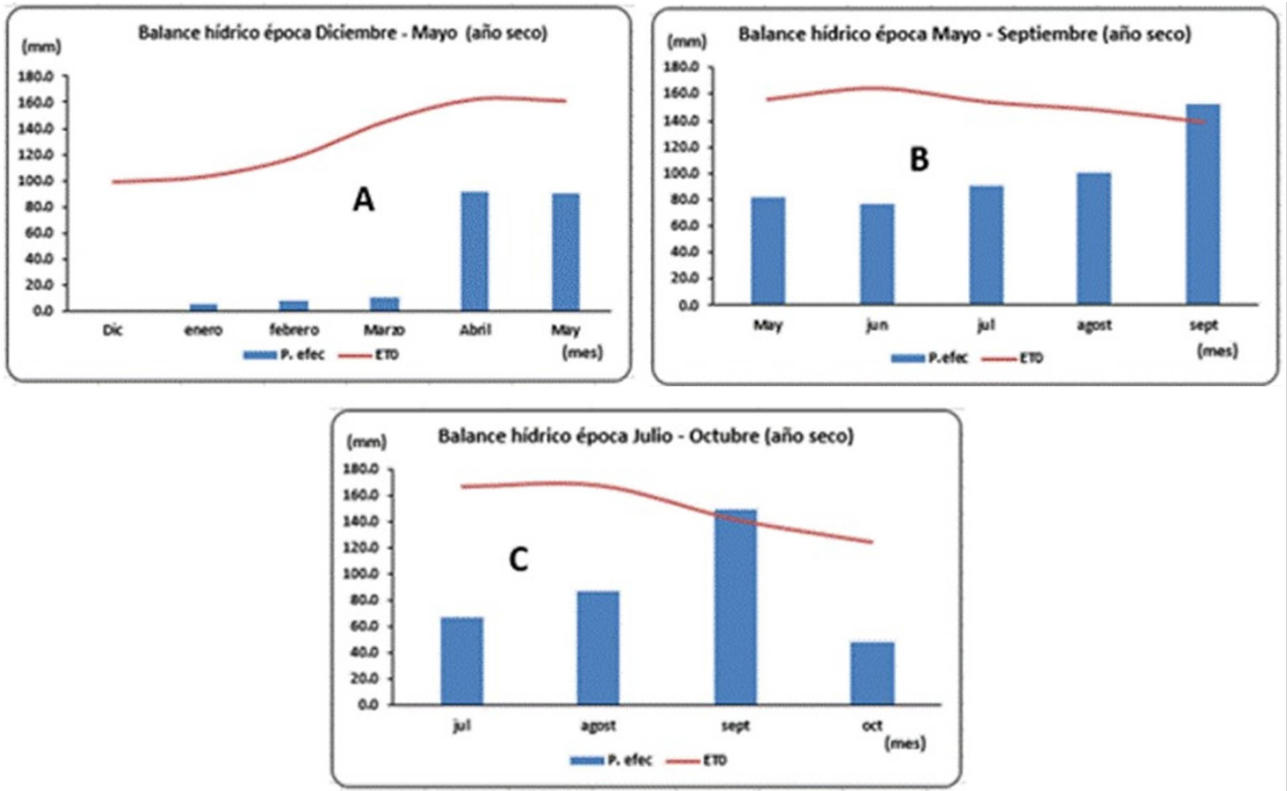 Balance hídrico época Diciembre - Mayo (año seco)
(mm)
180.0
160.0
140.0
120.0
100.0
80.0
60.0
40.0
20.0
0.0
A
Dic enero febrero Marzo Abril May
(mes)
P. efec ET0
Balance hídrico época Mayo - Septiembre (año seco)
(mm)
180.0
160.0
140.0
120.0
100.0
80.0
60.0
40.0
20.0
0.0
B
May jun jul agost sept
(mes)
P.efec ET0
Balance hídrico época Julio - Octubre (año seco)
(mm)
180.0
160.0
140.0
120.0
100.0
80.0
60.0
40.0
20.0
0.0
C
jul agost sept oct
(mes)
P. efec ET0